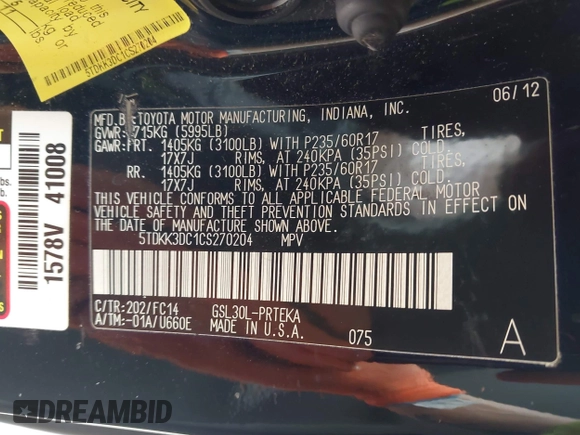 5TDKK3DC1CS270204
1578V 41008
06/12
MFD.BY:TOYOTA MOTOR MANUFACTURING, INDIANA, INC.
GVWR: 2715KG (5995LB)
GAWR:FRT. 1405KG (3100LB) WITH P235/60R17 TIRES,
17X7J RIMS, AT 240KPA (35PSI) COLD.
RR. 1405KG (3100LB) WITH P235/60R17 TIRES,
17X7J RIMS, AT 240KPA (35PSI) COLD.
THIS VEHICLE CONFORMS TO ALL APPLICABLE FEDERAL MOTOR
VEHICLE SAFETY AND THEFT PREVENTION STANDARDS IN EFFECT ON
THE DATE OF MANUFACTURE SHOWN ABOVE.
5TDKK3DC1CS270204 MPV
C/TR:202/FC14 GSL30L-PRTEKA
A/TM:-01A/U660E MADE IN U.S.A. 075 A
DREAMBID